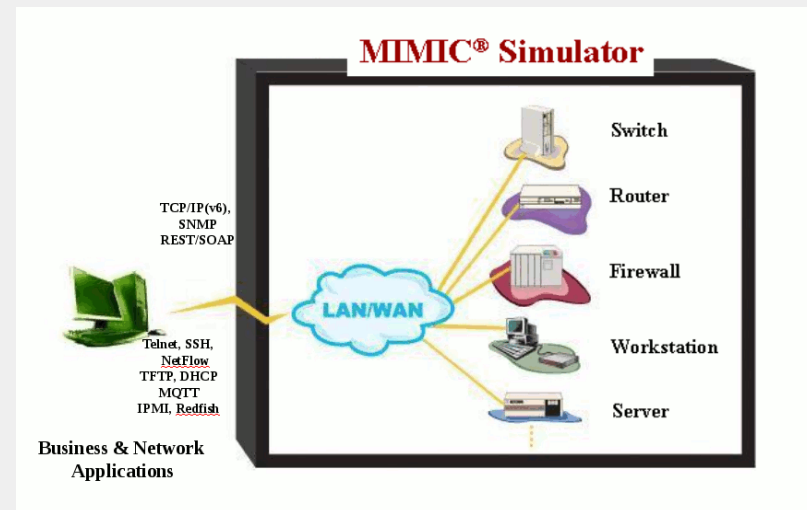 MIMIC® Simulator
Switch
TCP/IP(v6),
SNMP
REST/SOAP
Router
Firewall
LAN/WAN
Telnet, SSH,
NetFlow
TFTP, DHCP
MQTT
IPMI, Redfish
Workstation
Server
Business & Network
Applications